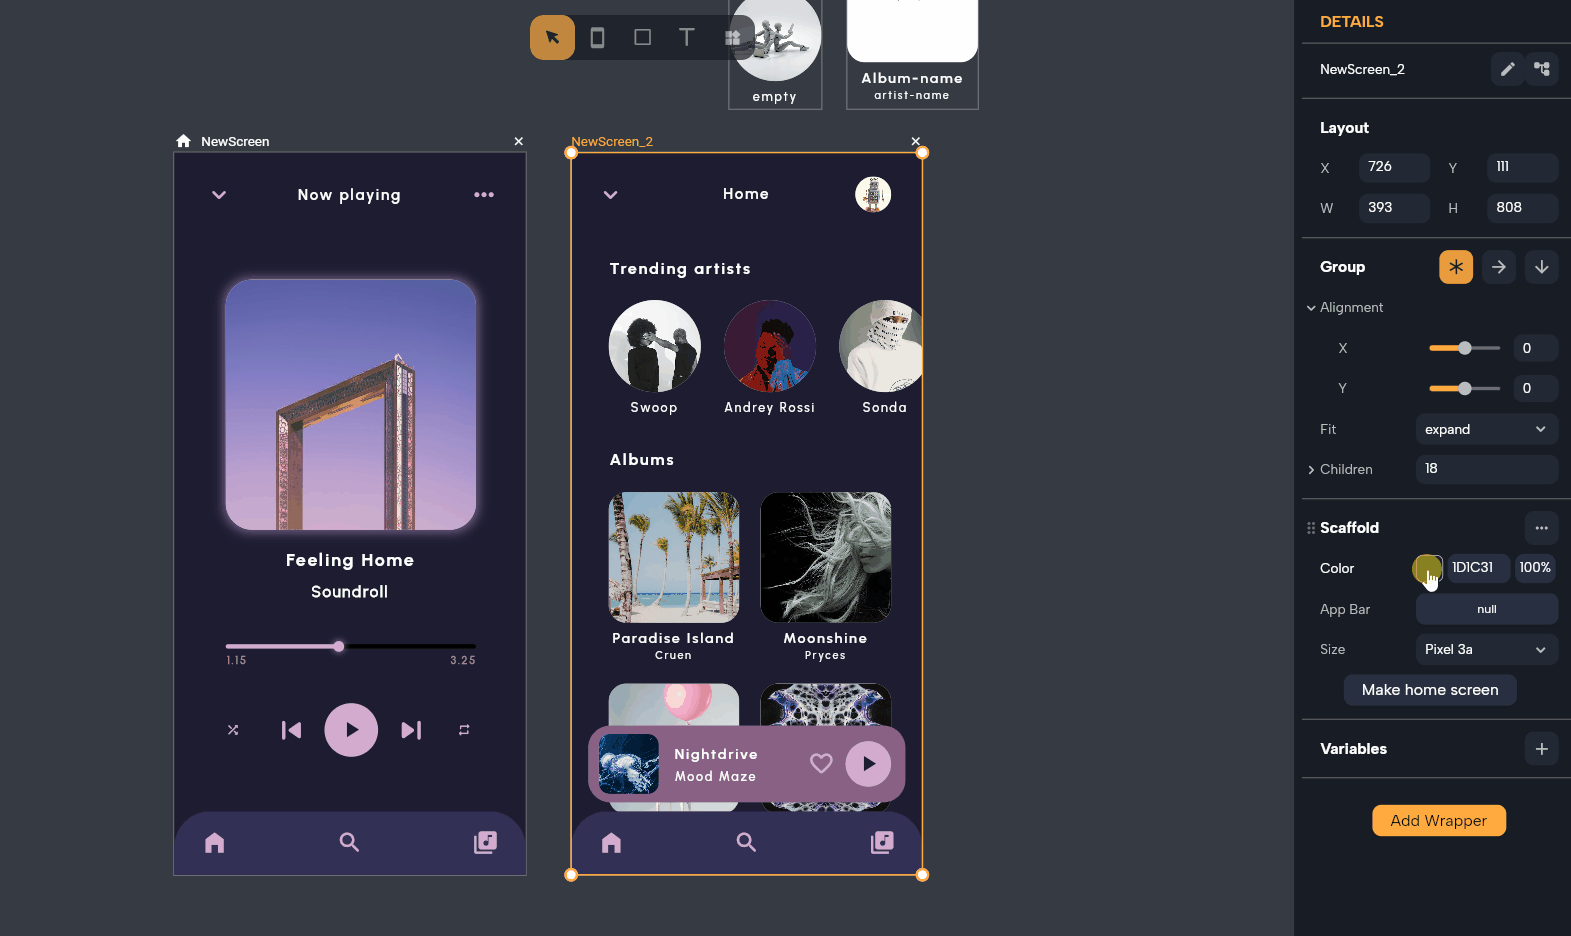 T
empty
Album-name
artist-name
NewScreen
NewScreen_2
Now playing
Feeling Home
Soundroll
1.15
3.25
Home
Trending artists
Swoop
Andrey Rossi
Sonda
Albums
Paradise Island
Cruen
Moonshine
Pryces
Nightdrive
Mood Maze
DETAILS
NewScreen_2
Layout
X 726 Y 111
W 393 H 808
Group
Alignment
X 0
Y 0
Fit expand
Children 18
Scaffold
Color 1D1C31 100%
App Bar null
Size Pixel 3a
Make home screen
Variables
Add Wrapper